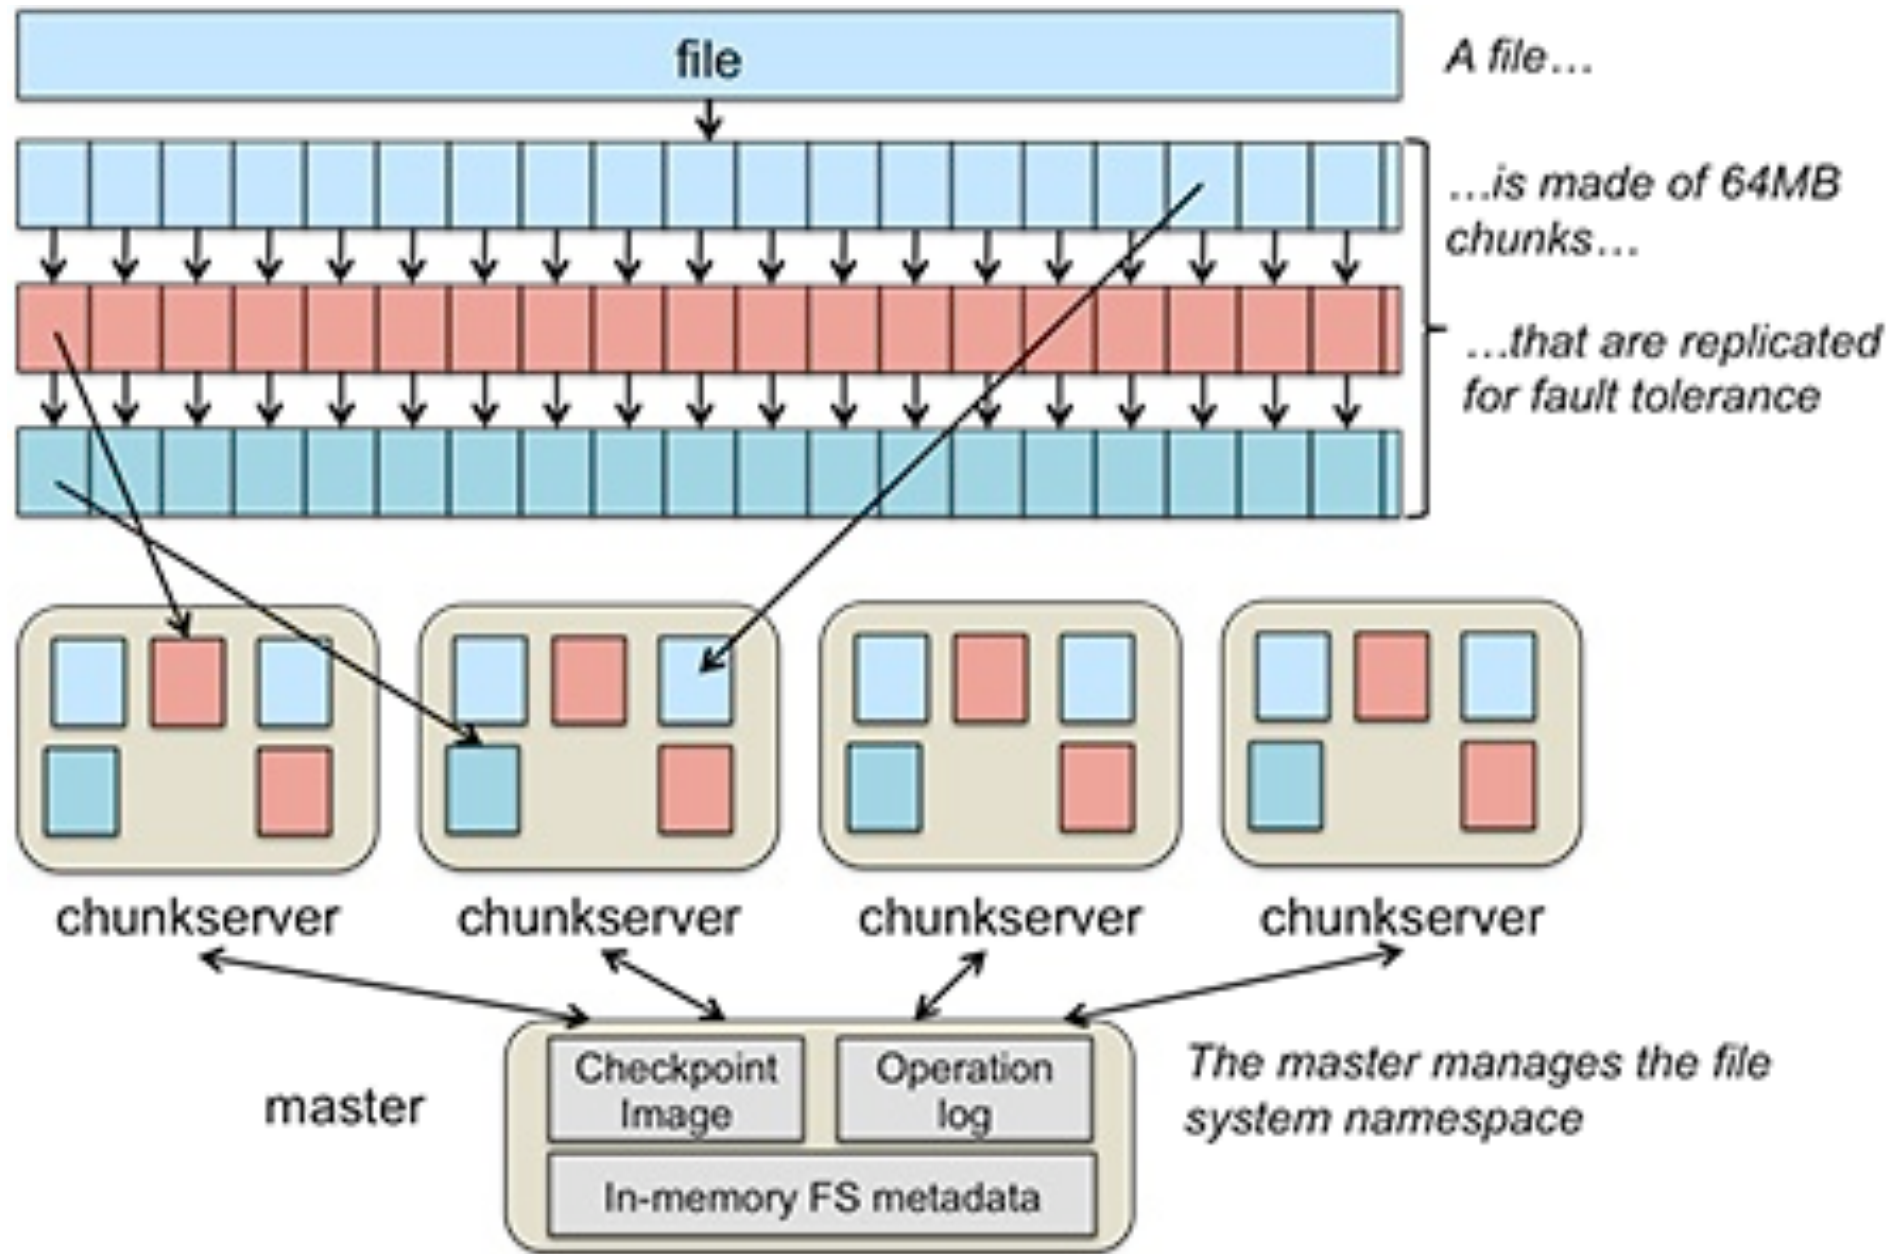 file
A file…
…is made of 64MB
chunks…
…that are replicated
for fault tolerance
chunkserver
chunkserver
chunkserver
chunkserver
master
Checkpoint
Image
Operation
log
In-memory FS metadata
The master manages the file
system namespace